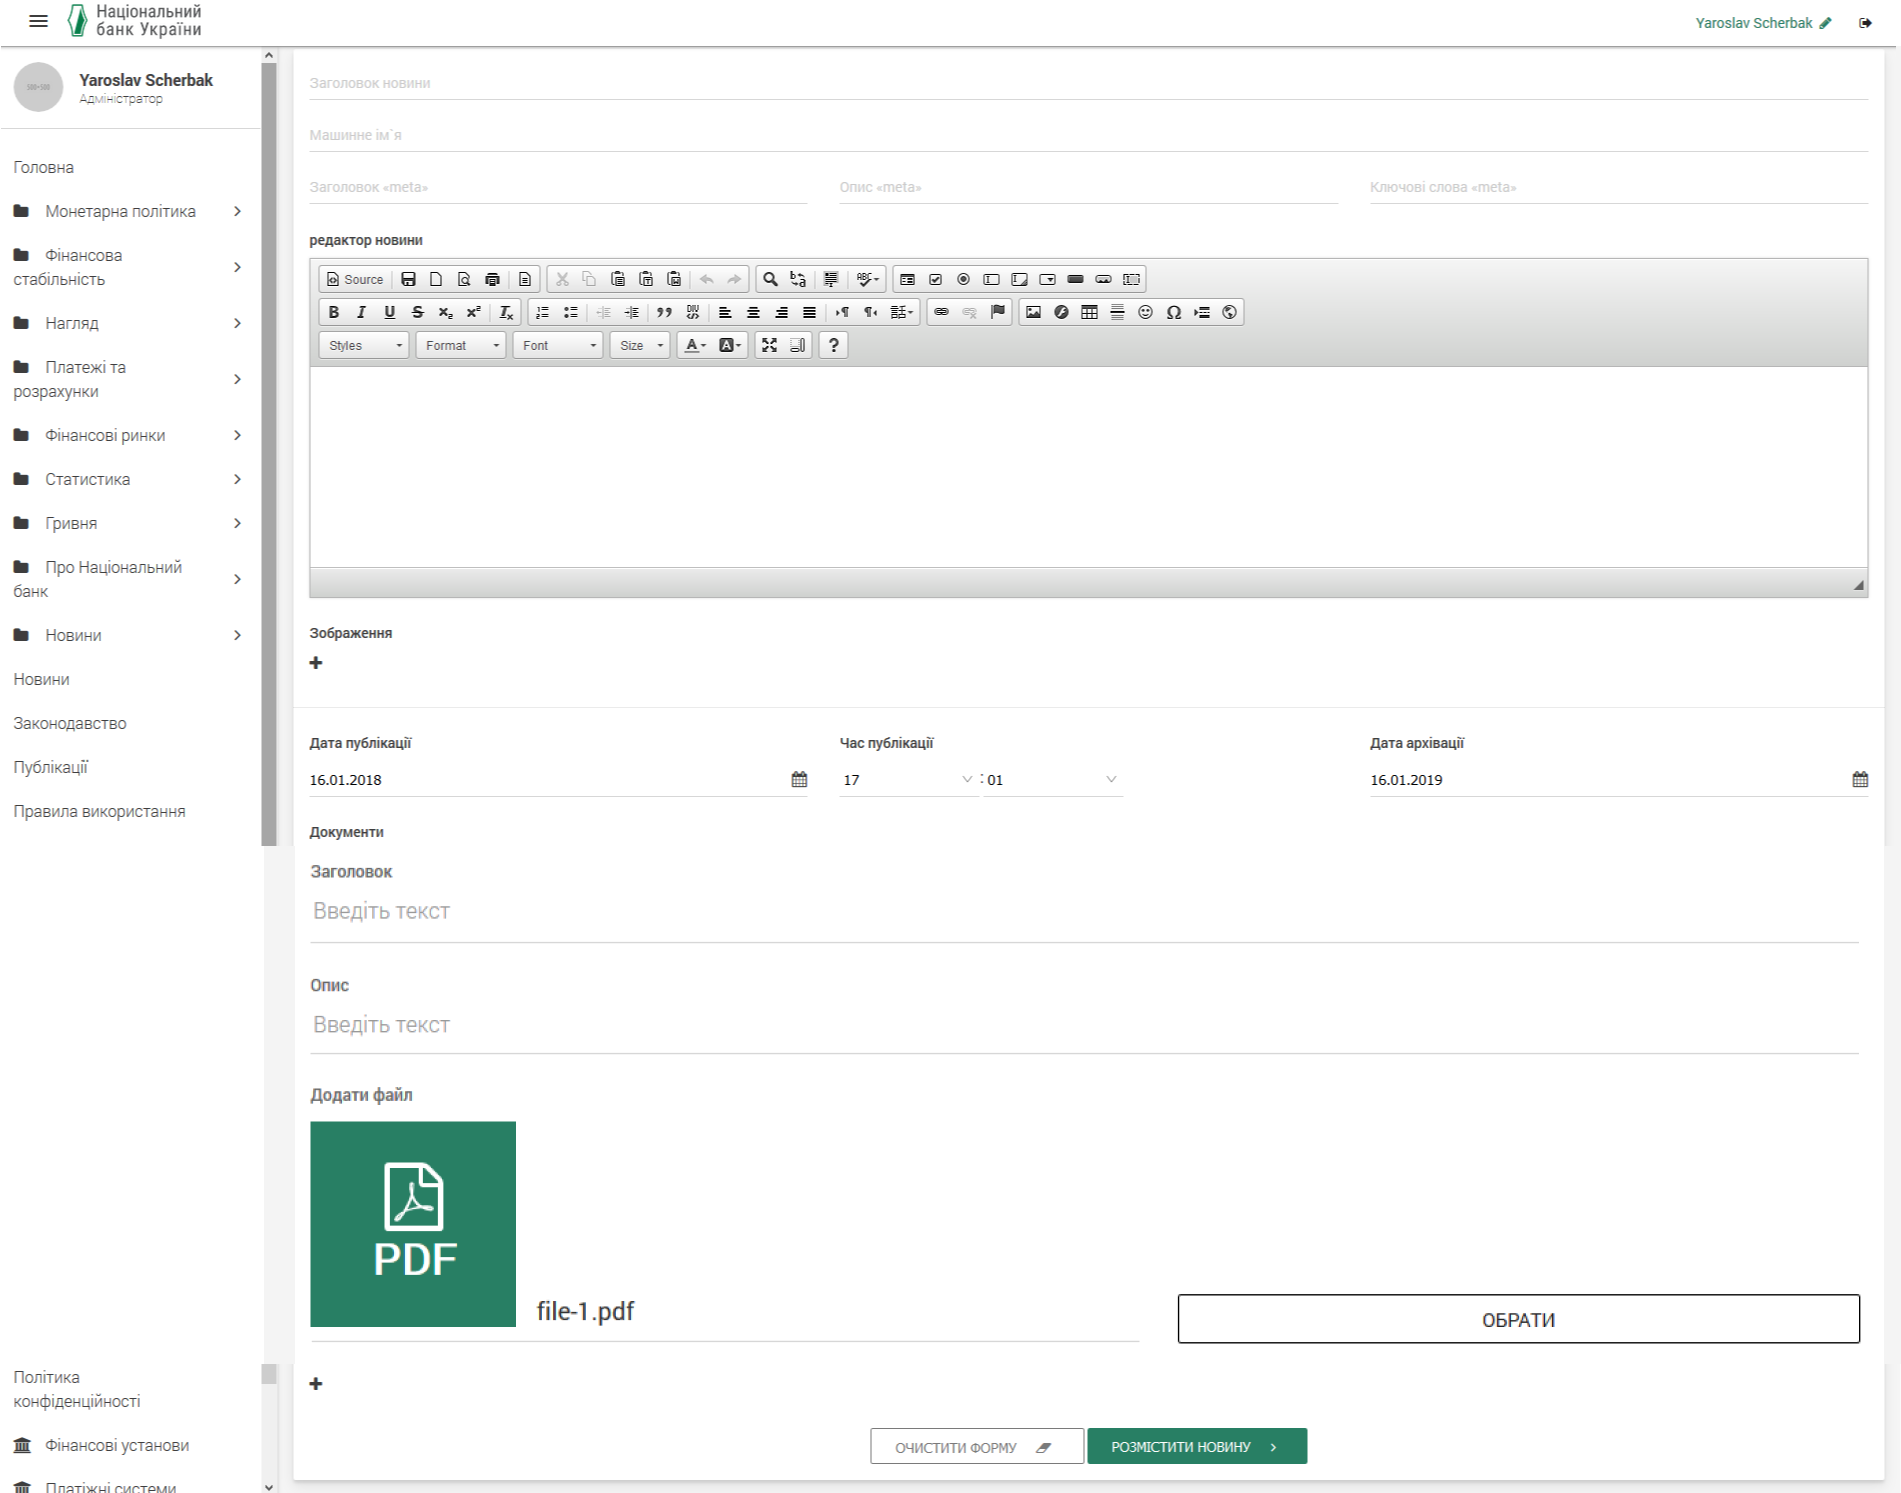 Національний
банк України
Yaroslav Scherbak
Yaroslav Scherbak
Адміністратор
Головна
Монетарна політика
Фінансова
стабільність
Нагляд
Платежі та
розрахунки
Фінансові ринки
Статистика
Гривня
Про Національний
банк
Новини
Новини
Законодавство
Публікації
Правила використання
Політика
конфіденційності
Фінансові установи
Платіжні системи
Заголовок новини
Машинне ім`я
Заголовок «meta» Опис «meta» Ключові слова «meta»
редактор новини
Source
Styles Format Font Size
Зображення
Дата публікації Час публікації Дата архівації
16.01.2018 17 : 01 16.01.2019
Документи
Заголовок
Введіть текст
Опис
Введіть текст
Додати файл
PDF
file-1.pdf
ОБРАТИ
ОЧИСТИТИ ФОРМУ РОЗМІСТИТИ НОВИНУ